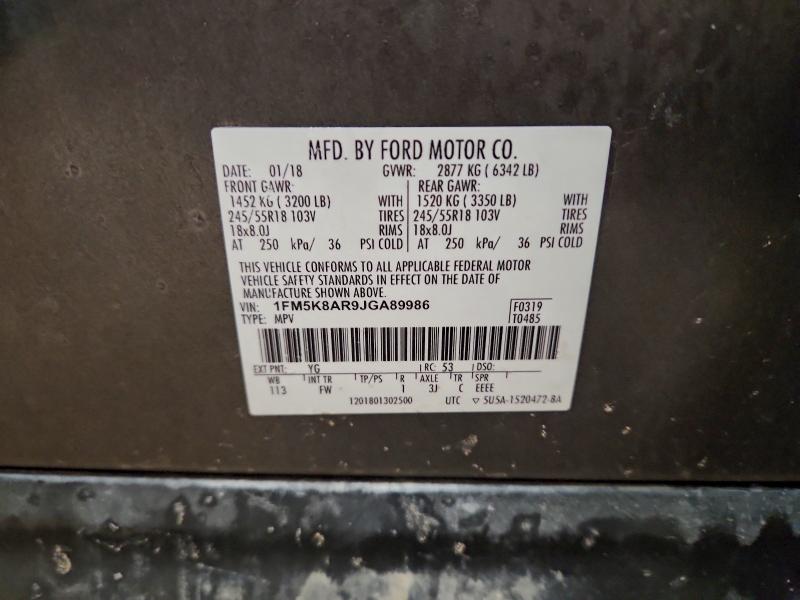 MFD. BY FORD MOTOR CO.
DATE: 01/18 GVWR: 2877 KG ( 6342 LB)
FRONT GAWR: REAR GAWR:
1452 KG ( 3200 LB) WITH 1520 KG ( 3350 LB) WITH
245/55R18 103V TIRES 245/55R18 103V TIRES
18x8.0J RIMS 18x8.0J RIMS
AT 250 kPa/ 36 PSI COLD AT 250 kPa/ 36 PSI COLD
THIS VEHICLE CONFORMS TO ALL APPLICABLE FEDERAL MOTOR
VEHICLE SAFETY STANDARDS IN EFFECT ON THE DATE OF
MANUFACTURE SHOWN ABOVE.
VIN: 1FM5K8AR9JGA89986 F0319
TYPE: MPV T0485
EXT PNT: YG RC: 53 DSO:
WB INT TR TP/PS R AXLE TR SPR
113 FW 1 3J C EEEE
1201801302500 UTC ▽ 5U5A-1520472-BA